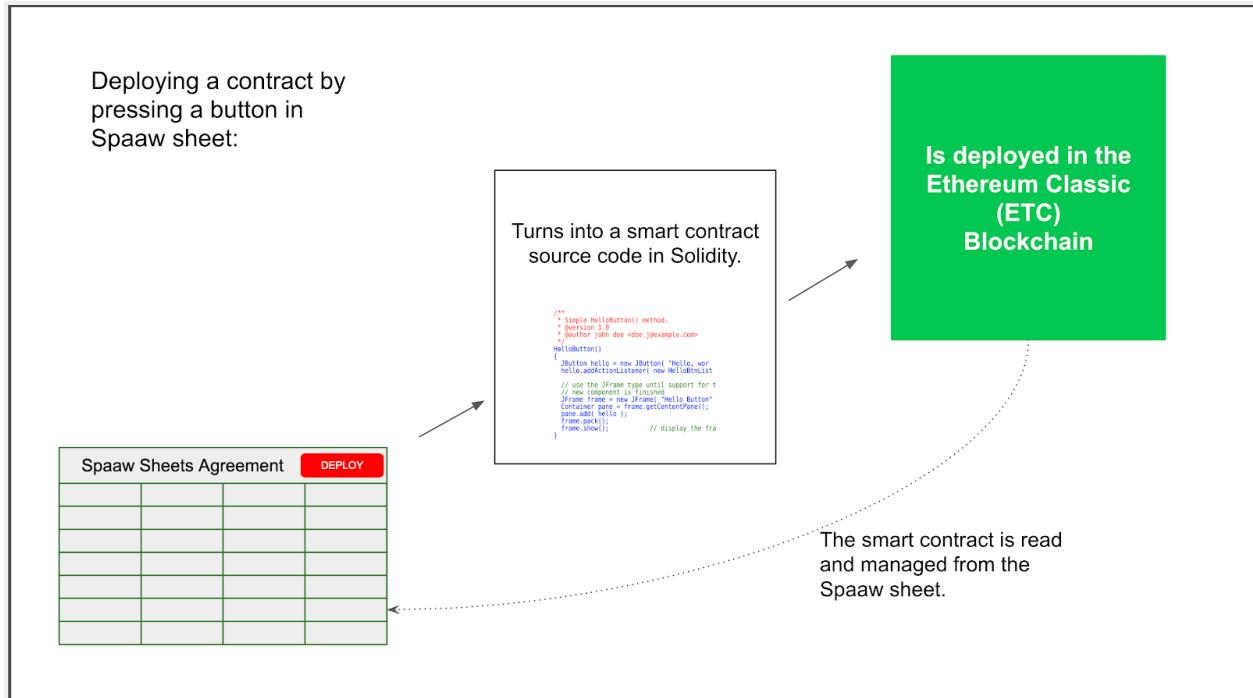 Deploying a contract by
pressing a button in
Spaaw sheet:
Is deployed in the
Ethereum Classic
(ETC)
Blockchain
Turns into a smart contract
source code in Solidity.
/**
* Simple HelloButton() method.
* @version 1.0
* @author john doe <doe.j@example.com>
*/
HelloButton()
{
JButton hello = new JButton( "Hello, wor
hello.addActionListener( new HelloBtnList
// use the JFrame type until support for t
// new component is finished
JFrame frame = new JFrame( "Hello Button"
Container pane = frame.getContentPane();
pane.add( hello );
frame.pack();
frame.show(); // display the fra
}
Spaaw Sheets Agreement DEPLOY
The smart contract is read
and managed from the
Spaaw sheet.